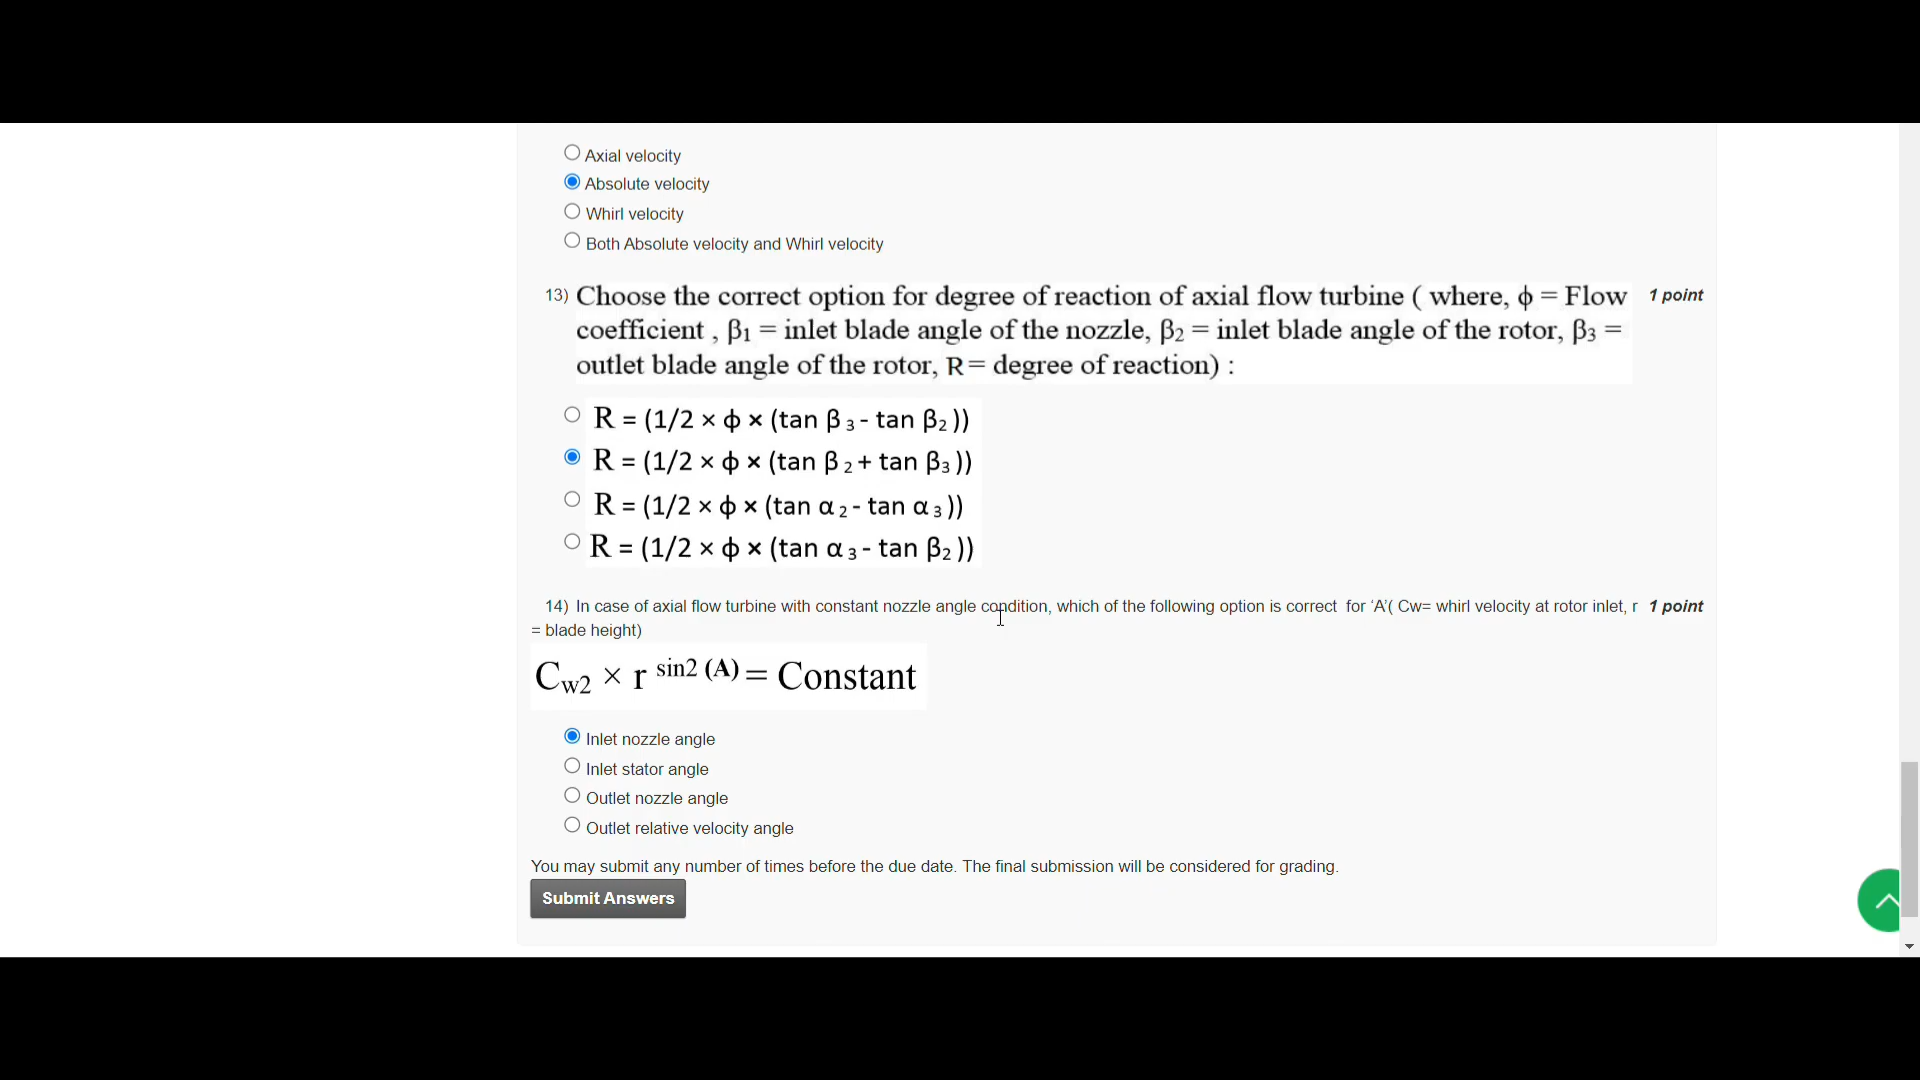 Axial velocity
Absolute velocity
Whirl velocity
Both Absolute velocity and Whirl velocity
13) Choose the correct option for degree of reaction of axial flow turbine ( where, ϕ = Flow 1 point
coefficient , β1 = inlet blade angle of the nozzle, β2 = inlet blade angle of the rotor, β3 =
outlet blade angle of the rotor, R= degree of reaction) :
R = (1/2 × ϕ × (tan β 3 - tan β2 ))
R = (1/2 × ϕ × (tan β 2 + tan β3 ))
R = (1/2 × ϕ × (tan α 2 - tan α 3 ))
R = (1/2 × ϕ × (tan α 3 - tan β2 ))
14) In case of axial flow turbine with constant nozzle angle condition, which of the following option is correct for ‘A’( Cw= whirl velocity at rotor inlet, r 1 point
= blade height)
Cw2 × r sin2 (A) = Constant
Inlet nozzle angle
Inlet stator angle
Outlet nozzle angle
Outlet relative velocity angle
You may submit any number of times before the due date. The final submission will be considered for grading.
Submit Answers